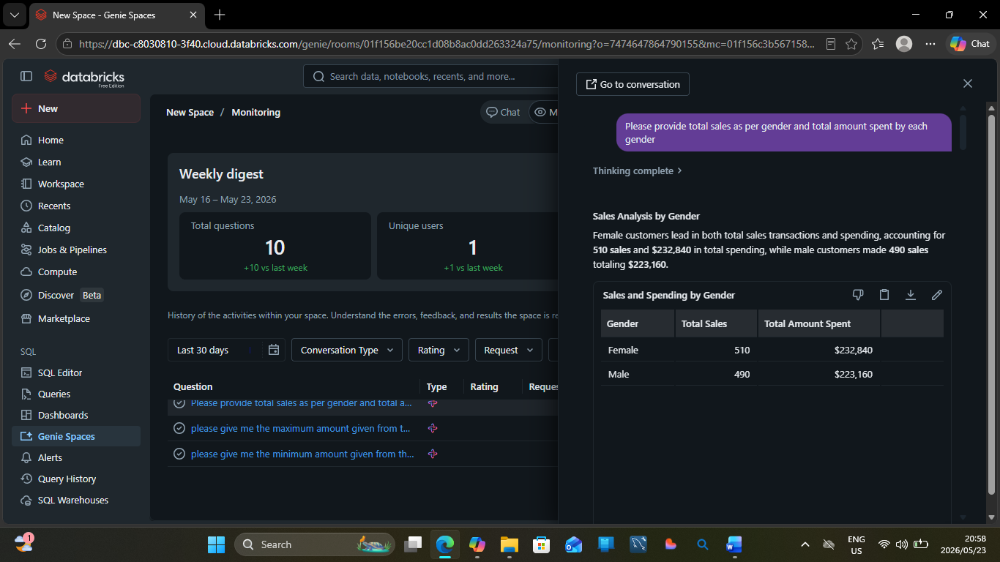 New Space - Genie Spaces
https://dbc-c8030810-3f40.cloud.databricks.com/genie/rooms/01f156be20cc1d08b8ac0dd263324a75/monitoring?o=7474647864790155&mc=01f156c3b567158...
Chat
databricks
Free Edition
Search data, notebooks, recents, and more...
New
Home
Learn
Workspace
Recents
Catalog
Jobs & Pipelines
Compute
Discover Beta
Marketplace
SQL
SQL Editor
Queries
Dashboards
Genie Spaces
Alerts
Query History
SQL Warehouses
New Space / Monitoring
Chat
M
Weekly digest
May 16 – May 23, 2026
Total questions
10
+10 vs last week
Unique users
1
+1 vs last week
History of the activities within your space. Understand the errors, feedback, and results the space is re
Last 30 days
Conversation Type
Rating
Request
Question Type Rating Reques
Please provide total sales as per gender and total a...
please give me the maximum amount given from t...
please give me the minimum amount given from th...
Go to conversation
Please provide total sales as per gender and total amount spent by each
gender
Thinking complete >
Sales Analysis by Gender
Female customers lead in both total sales transactions and spending, accounting for
510 sales and $232,840 in total spending, while male customers made 490 sales
totaling $223,160.
Sales and Spending by Gender
Gender Total Sales Total Amount Spent
Female 510 $232,840
Male 490 $223,160
1
Search
ENG
US
20:58
2026/05/23